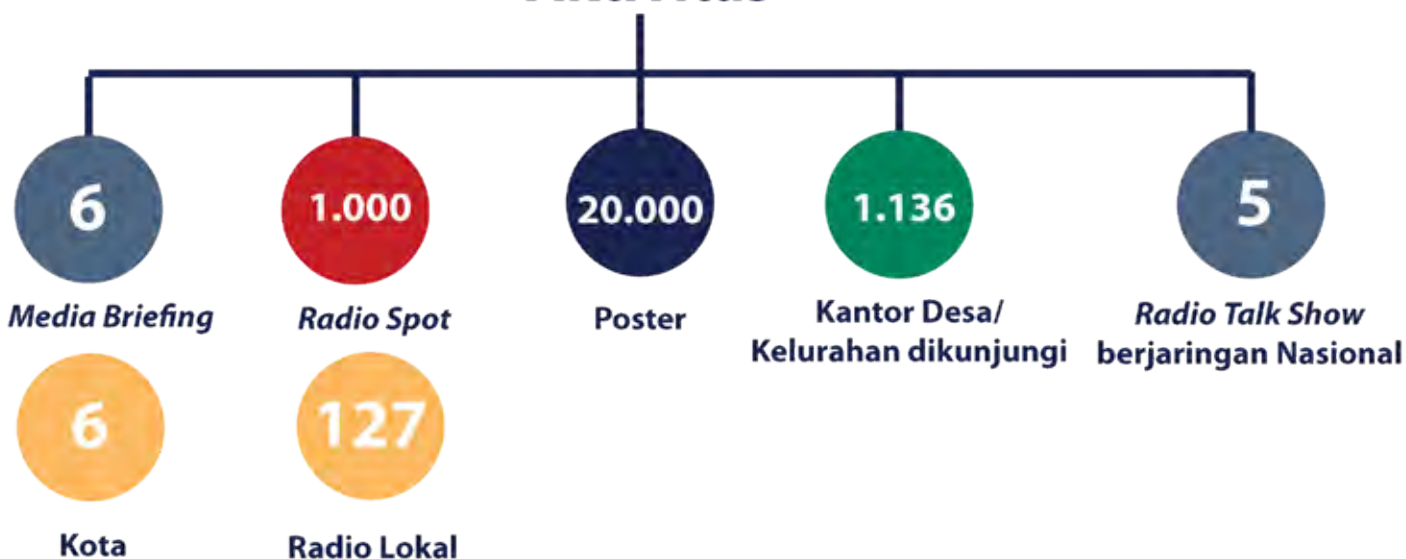 6
Media Briefing
6
Kota
1.000
Radio Spot
127
Radio Lokal
20.000
Poster
1.136
Kantor Desa/
Kelurahan dikunjungi
5
Radio Talk Show
berjaringan Nasional